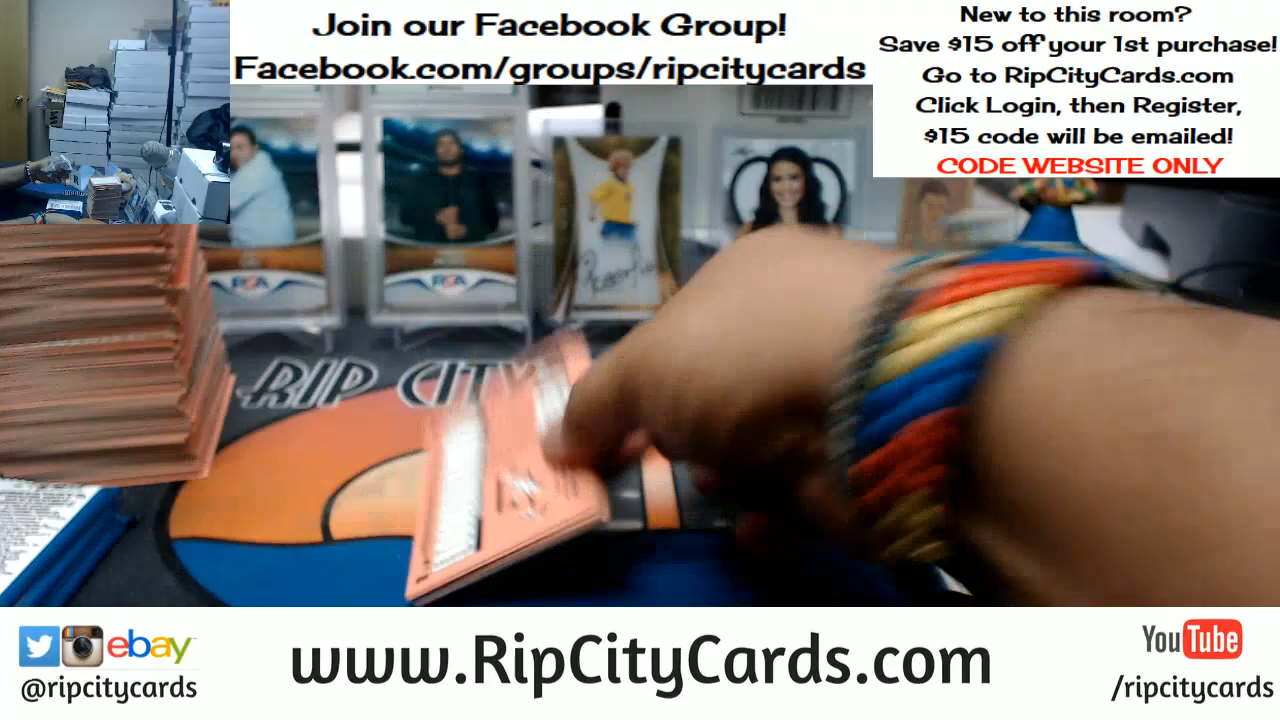 Join our Facebook Group!
Facebook.com/groups/ripcitycards
New to this room?
Save $15 off your 1st purchase!
Go to RipCityCards.com
Click Login, then Register,
$15 code will be emailed!
CODE WEBSITE ONLY
RIP CITY
ebay
@ripcitycards
www.RipCityCards.com
YouTube
/ripcitycards